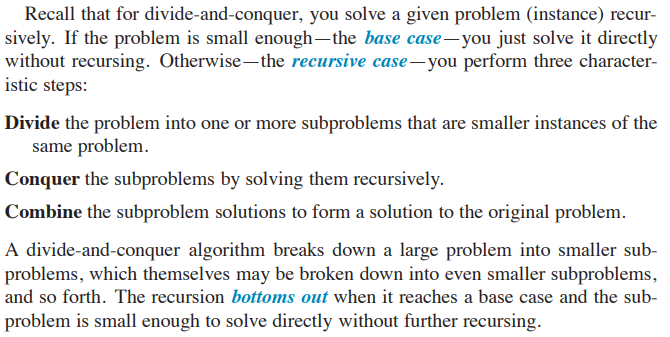 Recall that for divide-and-conquer, you solve a given problem (instance) recur-
sively. If the problem is small enough—the base case—you just solve it directly
without recursing. Otherwise—the recursive case—you perform three character-
istic steps:
Divide the problem into one or more subproblems that are smaller instances of the
same problem.
Conquer the subproblems by solving them recursively.
Combine the subproblem solutions to form a solution to the original problem.
A divide-and-conquer algorithm breaks down a large problem into smaller sub-
problems, which themselves may be broken down into even smaller subproblems,
and so forth. The recursion bottoms out when it reaches a base case and the sub-
problem is small enough to solve directly without further recursing.